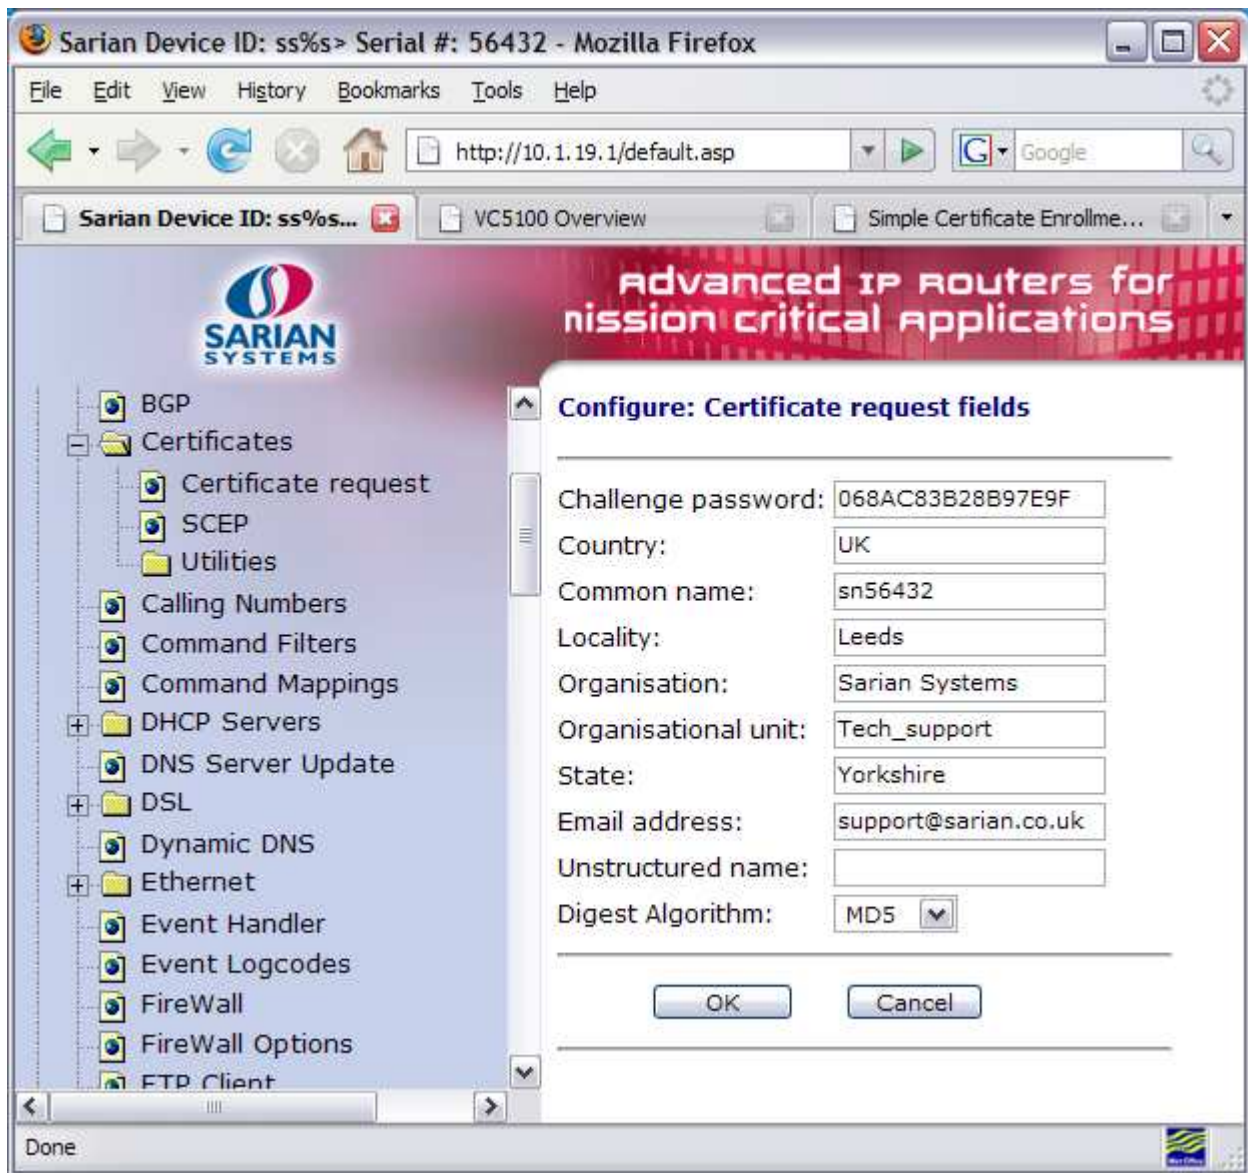 Sarian Device ID: ss%s> Serial #: 56432 - Mozilla Firefox
File Edit View History Bookmarks Tools Help
http://10.1.19.1/default.asp
G Google
Sarian Device ID: ss%s...
VC5100 Overview
Simple Certificate Enrollme...
SARIAN
SYSTEMS
Advanced IP Routers for
nission critical Applications
BGP
Certificates
Certificate request
SCEP
Utilities
Calling Numbers
Command Filters
Command Mappings
DHCP Servers
DNS Server Update
DSL
Dynamic DNS
Ethernet
Event Handler
Event Logcodes
FireWall
FireWall Options
FTP Client
Configure: Certificate request fields
Challenge password: 068AC83B28B97E9F
Country: UK
Common name: sn56432
Locality: Leeds
Organisation: Sarian Systems
Organisational unit: Tech_support
State: Yorkshire
Email address: support@sarian.co.uk
Unstructured name:
Digest Algorithm: MD5
OK Cancel
Done